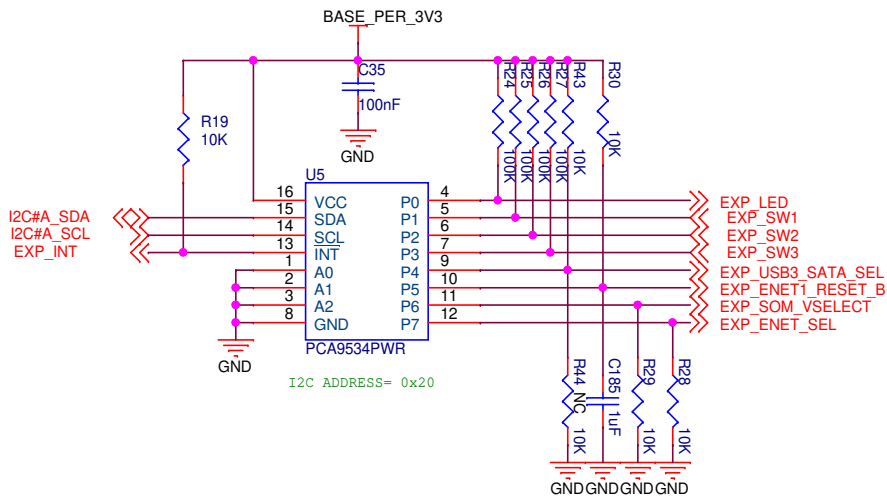 BASE_PER_3V3
C35
100nF
GND
R19
10K
R24
100K
R25
100K
R26
100K
R27
100K
R43
10K
R30
10K
U5
16 VCC P0 4
15 SDA P1 5
14 SCL P2 6
13 INT P3 7
1 A0 P4 9
2 A1 P5 10
3 A2 P6 11
8 GND P7 12
PCA9534PWR
I2C#A_SDA
I2C#A_SCL
EXP_INT
EXP_LED
EXP_SW1
EXP_SW2
EXP_SW3
EXP_USB3_SATA_SEL
EXP_ENET1_RESET_B
EXP_SOM_VSELECT
EXP_ENET_SEL
GND
I2C ADDRESS= 0x20
R44
NC
10K
C185
1uF
R29
10K
R28
10K
GND GND GND GND